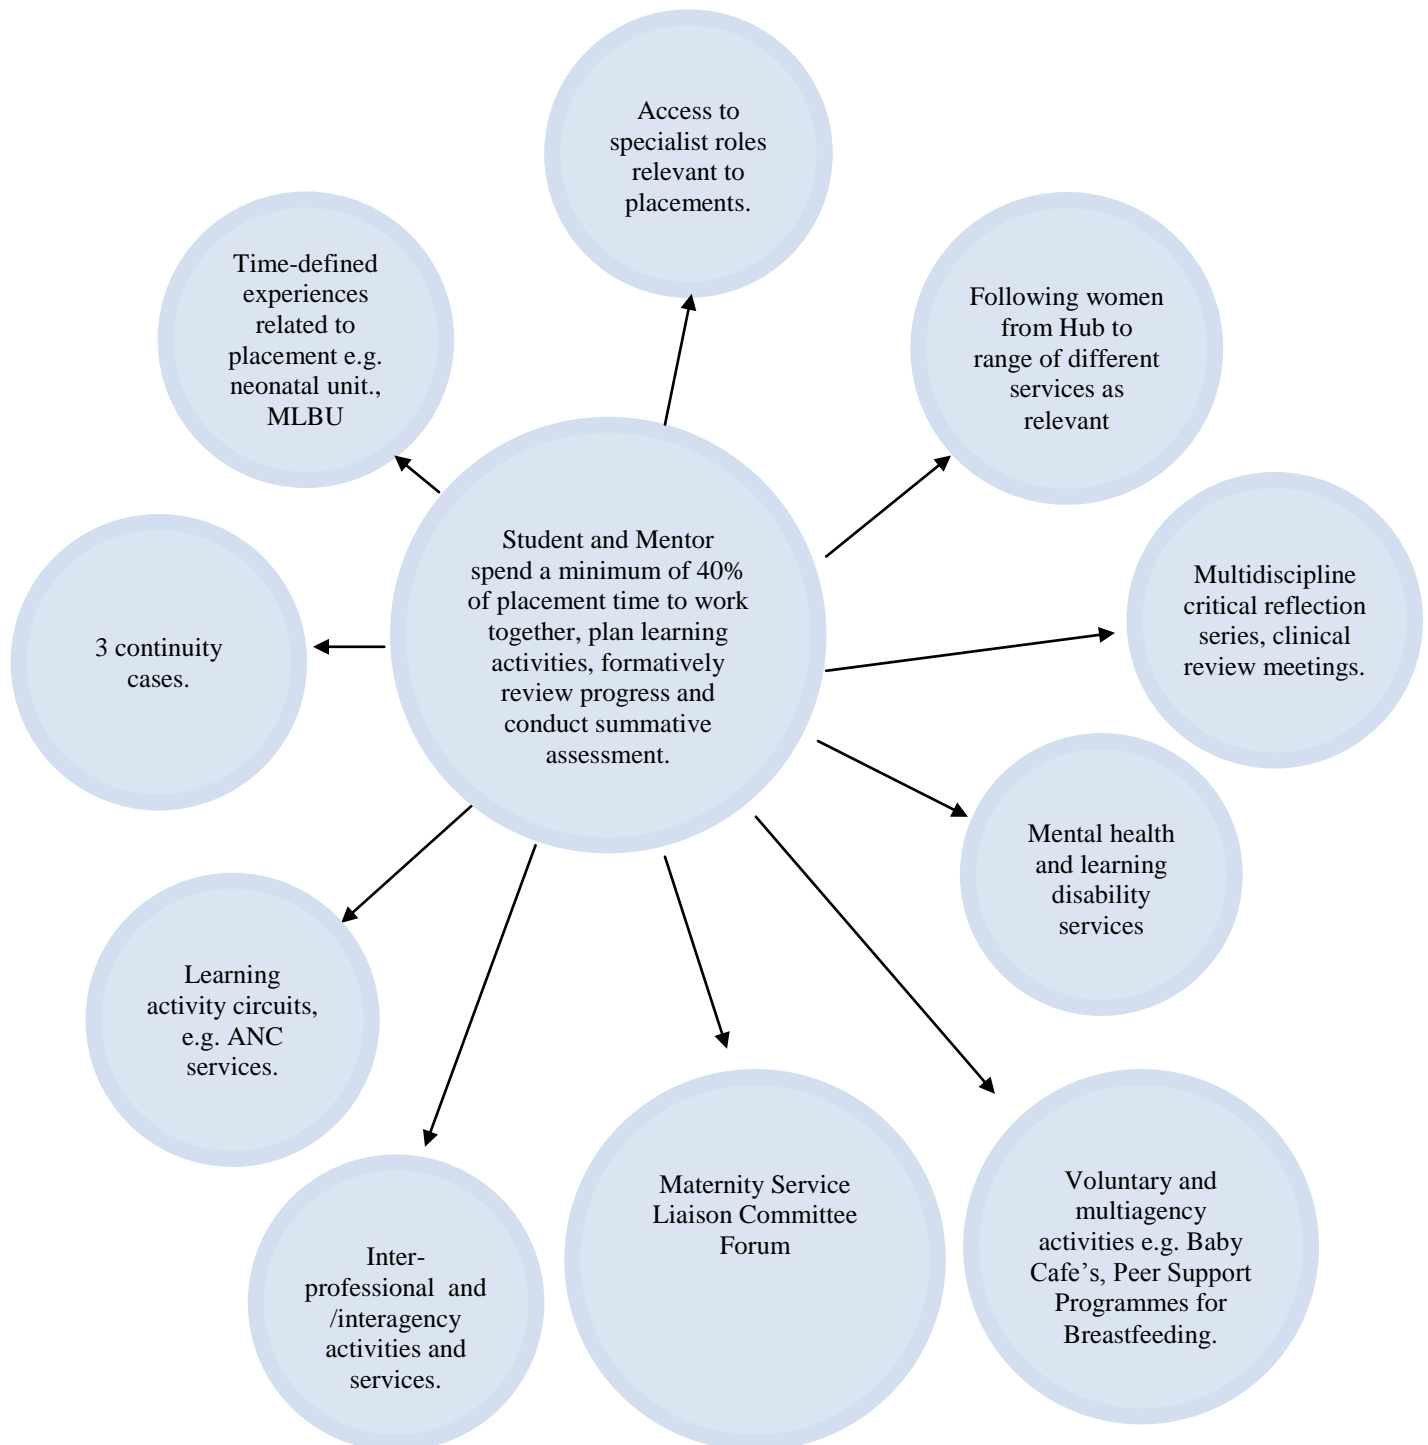 Access to
specialist roles
relevant to
placements.
Time-defined
experiences
related to
placement e.g.
neonatal unit.,
MLBU
Following women
from Hub to
range of different
services as
relevant
Student and Mentor
spend a minimum of 40%
of placement time to work
together, plan learning
activities, formatively
review progress and
conduct summative
assessment.
Multidiscipline
critical reflection
series, clinical
review meetings.
3 continuity
cases.
Mental health
and learning
disability
services
Learning
activity circuits,
e.g. ANC
services.
Inter-
professional  and
/interagency
activities and
services.
Maternity Service
Liaison Committee
Forum
Voluntary and
multiagency
activities e.g. Baby
Cafe’s, Peer Support
Programmes for
Breastfeeding.